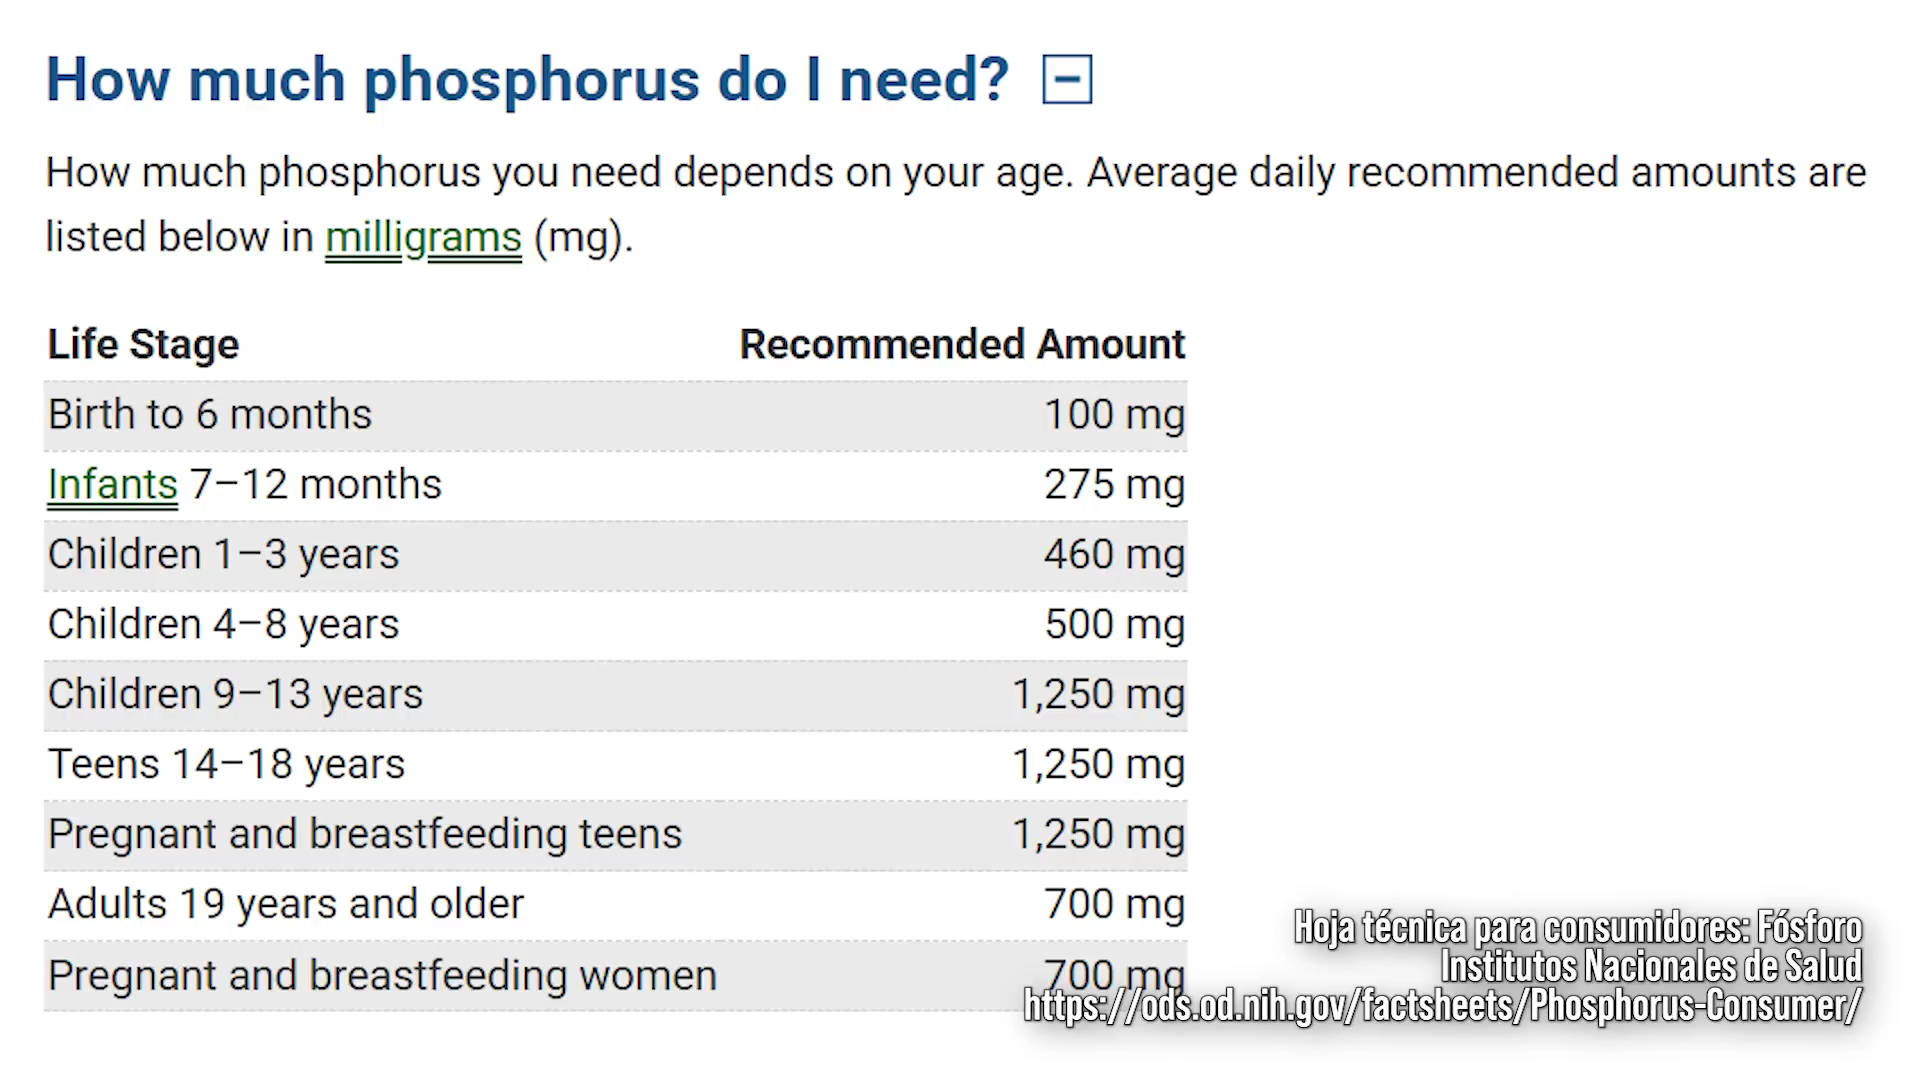 How much phosphorus do I need?
How much phosphorus you need depends on your age. Average daily recommended amounts are
listed below in milligrams (mg).
Life Stage Recommended Amount
Birth to 6 months 100 mg
Infants 7–12 months 275 mg
Children 1–3 years 460 mg
Children 4–8 years 500 mg
Children 9–13 years 1,250 mg
Teens 14–18 years 1,250 mg
Pregnant and breastfeeding teens 1,250 mg
Adults 19 years and older 700 mg
Pregnant and breastfeeding women 700 mg
Hoja técnica para consumidores: Fósforo
Institutos Nacionales de Salud
https://ods.od.nih.gov/factsheets/Phosphorus-Consumer/